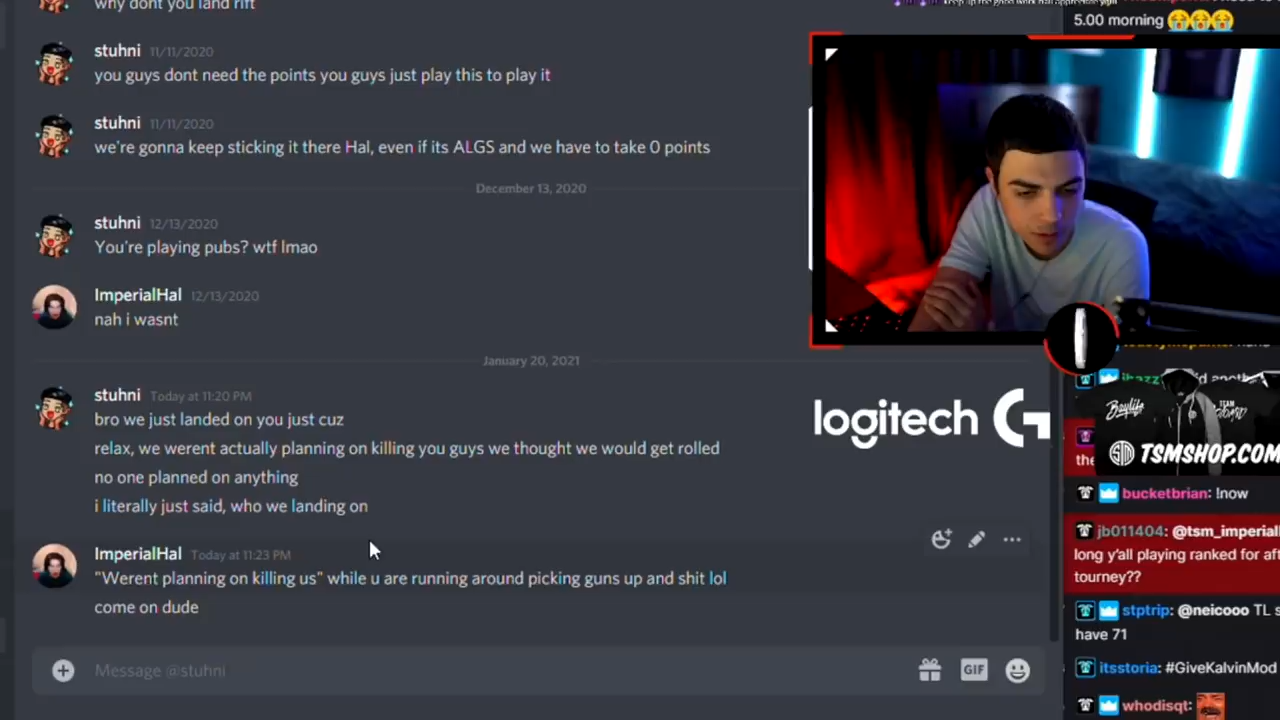 why dont you land rift
stuhni 11/11/2020
you guys dont need the points you guys just play this to play it
stuhni 11/11/2020
we're gonna keep sticking it there Hal, even if its ALGS and we have to take 0 points
December 13, 2020
stuhni 12/13/2020
You're playing pubs? wtf lmao
ImperialHal 12/13/2020
nah i wasnt
January 20, 2021
stuhni Today at 11:20 PM
bro we just landed on you just cuz
relax, we werent actually planning on killing you guys we thought we would get rolled
no one planned on anything
i literally just said, who we landing on
ImperialHal Today at 11:23 PM
"Werent planning on killing us" while u are running around picking guns up and shit lol
come on dude
Message @stuhni
GIF
logitech G
5.00 morning 😭😭😭
Baylife
TEAM
TSM
TSMSHOP.COM
the
bucketbrian: !now
jb011404: @tsm_imperiall
long y'all playing ranked for aft
tourney??
stptrip: @neicooo TL s
have 71
itsstoria: #GiveKalvinMod
whodisqt: